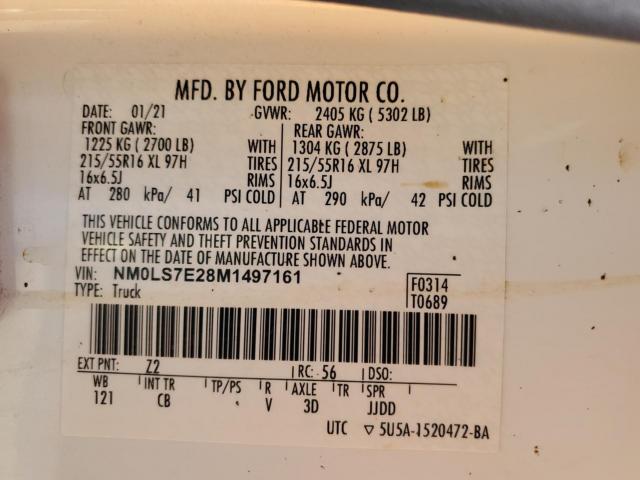 MFD. BY FORD MOTOR CO.
DATE: 01/21 GVWR: 2405 KG ( 5302 LB)
FRONT GAWR: REAR GAWR:
1225 KG ( 2700 LB) WITH 1304 KG ( 2875 LB) WITH
215/55R16 XL 97H TIRES 215/55R16 XL 97H TIRES
16x6.5J RIMS 16x6.5J RIMS
AT 280 kPa/ 41 PSI COLD AT 290 kPa/ 42 PSI COLD
THIS VEHICLE CONFORMS TO ALL APPLICABLE FEDERAL MOTOR
VEHICLE SAFETY AND THEFT PREVENTION STANDARDS IN
EFFECT ON THE DATE OF MANUFACTURE SHOWN ABOVE.
VIN: NM0LS7E28M1497161 F0314
TYPE: Truck T0689
EXT PNT: Z2 RC: 56 DSO:
WB INT TR TP/PS R AXLE TR SPR
121 CB V 3D JJDD
UTC ▽ 5U5A-1520472-BA